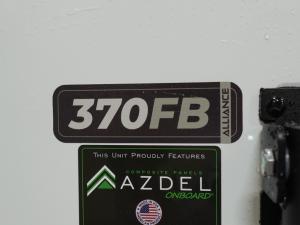 370FB
ALLIANCE
This Unit Proudly Features
COMPOSITE PANELS
AZDEL
ONBOARD